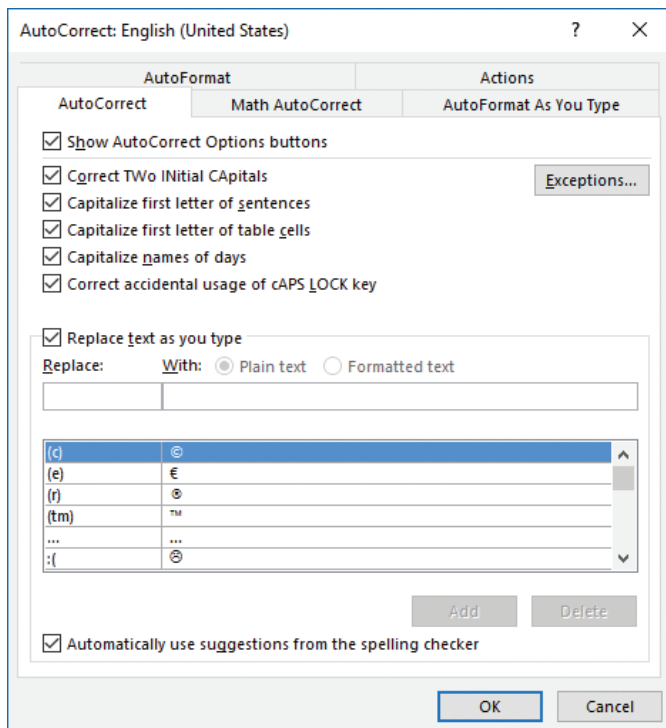 AutoCorrect: English (United States) ? ×
AutoFormat Actions
AutoCorrect Math AutoCorrect AutoFormat As You Type
Show AutoCorrect Options buttons
Correct TWo INitial CApitals Exceptions...
Capitalize first letter of sentences
Capitalize first letter of table cells
Capitalize names of days
Correct accidental usage of cAPS LOCK key
Replace text as you type
Replace: With: Plain text Formatted text
(c) ©
(e) €
(r) ®
(tm) ™
... ...
:( ☹
Add Delete
Automatically use suggestions from the spelling checker
OK Cancel